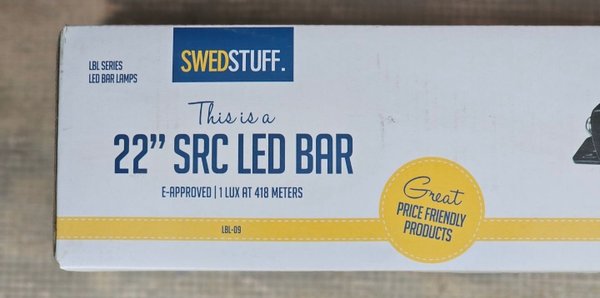 LBL SERIES
LED BAR LAMPS
SWEDSTUFF.
This is a
22" SRC LED BAR
E-APPROVED | 1 LUX AT 418 METERS
LBL-09
Great
PRICE FRIENDLY
PRODUCTS